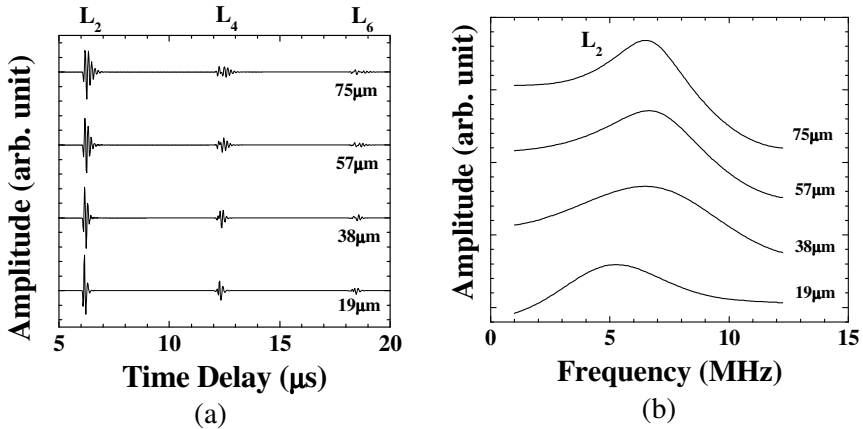 L2 L4 L6
Amplitude (arb. unit)
75μm
57μm
38μm
19μm
5 10 15 20
Time Delay (μs)
(a)
L2
Amplitude (arb. unit)
75μm
57μm
38μm
19μm
0 5 10 15
Frequency (MHz)
(b)